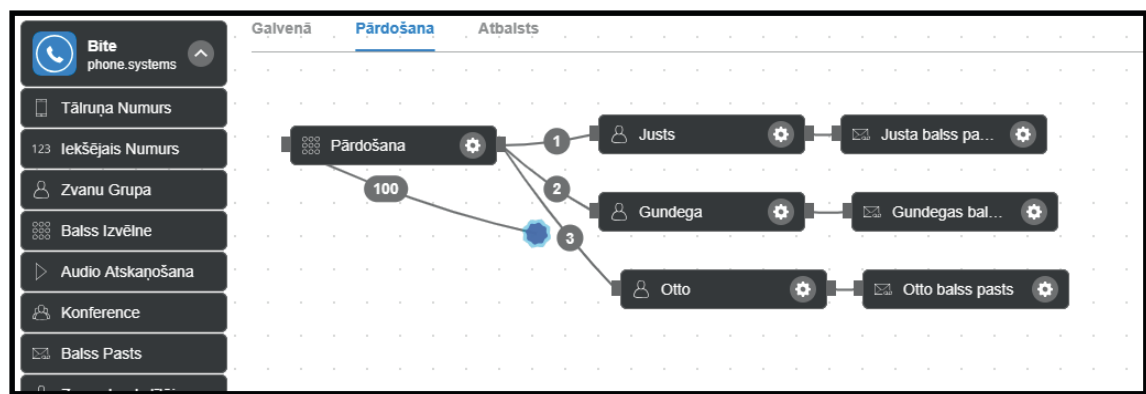 Galvenā Pārdošana Atbalsts
Bite
phone.systems
Tālruņa Numurs
123 Iekšējais Numurs
Zvanu Grupa
Balss Izvēlne
Audio Atskaņošana
Konference
Balss Pasts
Pārdošana
1
Justs
Justa balss pa...
100
2
Gundega
Gundegas bal...
3
Otto
Otto balss pasts